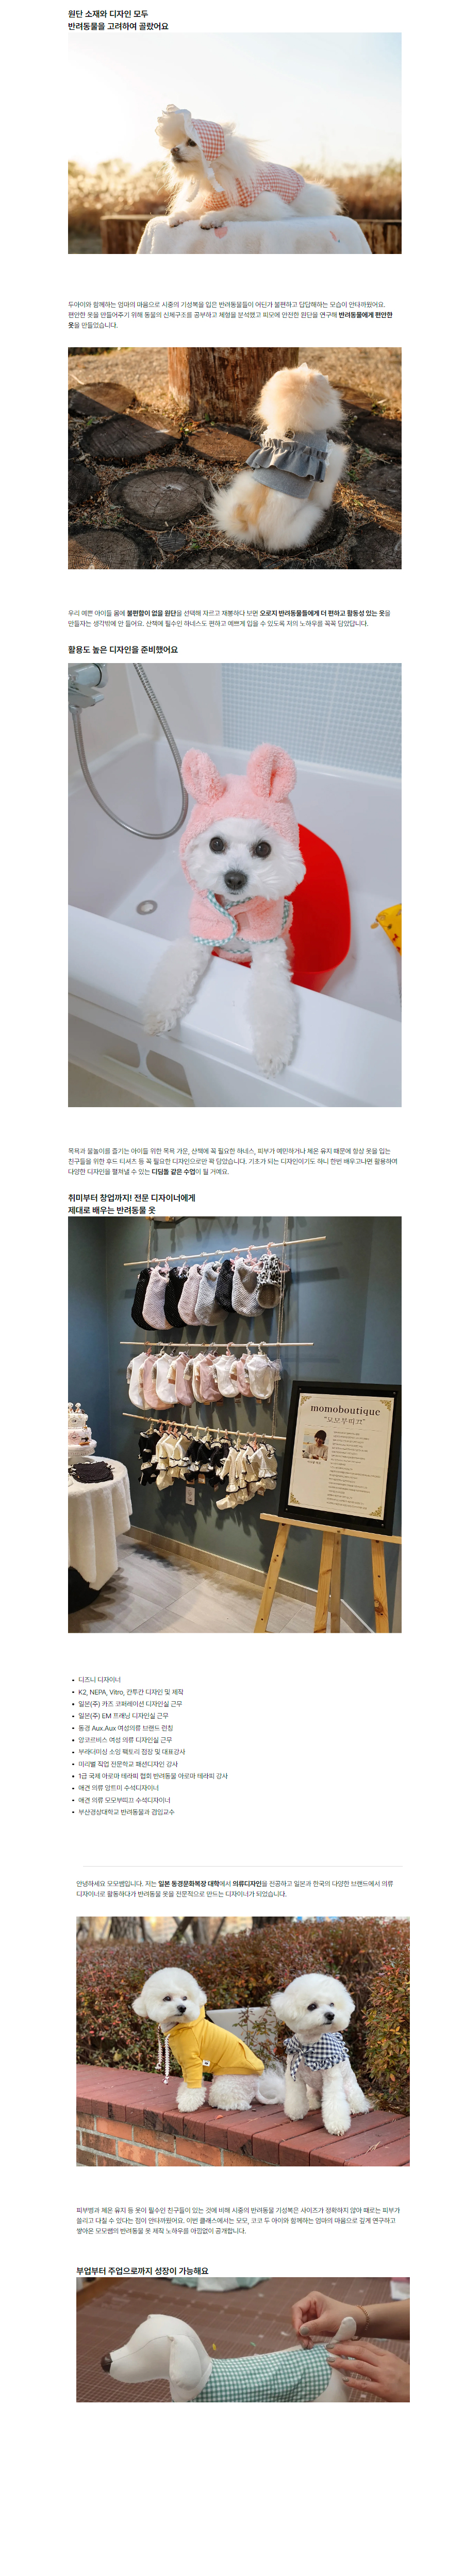 원단 소재와 디자인 모두
반려동물을 고려하여 골랐어요
두아이와 함께하는 엄마의 마음으로 시중의 기성복을 입은 반려동물들이 어딘가 불편하고 답답해하는 모습이 안타까웠어요.
편안한 옷을 만들어주기 위해 동물의 신체구조를 공부하고 체형을 분석했고 피모에 안전한 원단을 연구해 반려동물에게 편안한
옷을 만들었습니다.
우리 예쁜 아이들 몸에 불편함이 없을 원단을 선택해 자르고 재봉하다 보면 오로지 반려동물들에게 더 편하고 활동성 있는 옷을
만들자는 생각밖에 안 들어요. 산책에 필수인 하네스도 편하고 예쁘게 입을 수 있도록 저의 노하우를 꼭꼭 담았답니다.
활용도 높은 디자인을 준비했어요
목욕과 물놀이를 즐기는 아이들 위한 목욕 가운, 산책에 꼭 필요한 하네스, 피부가 예민하거나 체온 유지 때문에 항상 옷을 입는
친구들을 위한 후드 티셔츠 등 꼭 필요한 디자인으로만 꽉 담았습니다. 기초가 되는 디자인이기도 하니 한번 배우고나면 활용하며
다양한 디자인을 펼쳐낼 수 있는 디딤돌 같은 수업이 될 거예요.
취미부터 창업까지! 전문 디자이너에게
제대로 배우는 반려동물 옷
momoboutique
"모모부띠끄"
디즈니 디자이너
K2, NEPA, Vitro, 칸투칸 디자인 및 제작
일본(주) 카즈 코퍼레이션 디자인실 근무
일본(주) EM 프래닝 디자인실 근무
동경 Aux.Aux 여성의류 브랜드 런칭
앙코르비스 여성 의류 디자인실 근무
부라더미싱 소잉 팩토리 점장 및 대표강사
미리벨 직업 전문학교 패션디자인 강사
1급 국제 아로마 테라피 협회 반려동물 아로마 테라피 강사
애견 의류 앙트미 수석디자이너
애견 의류 모모부띠끄 수석디자이너
부산경상대학교 반려동물과 겸임교수
안녕하세요 모모쌤입니다. 저는 일본 동경문화복장 대학에서 의류디자인을 전공하고 일본과 한국의 다양한 브랜드에서 의류
디자이너로 활동하다가 반려동물 옷을 전문적으로 만드는 디자이너가 되었습니다.
피부병과 체온 유지 등 옷이 필수인 친구들이 있는 것에 비해 시중의 반려동물 기성복은 사이즈가 정확하지 않아 때로는 피부가
쓸리고 다칠 수 있다는 점이 안타까웠어요. 이번 클래스에서는 모모, 코코 두 아이와 함께하는 엄마의 마음으로 깊게 연구하고
쌓아온 모모쌤의 반려동물 옷 제작 노하우를 아낌없이 공개합니다.
부업부터 주업으로까지 성장이 가능해요